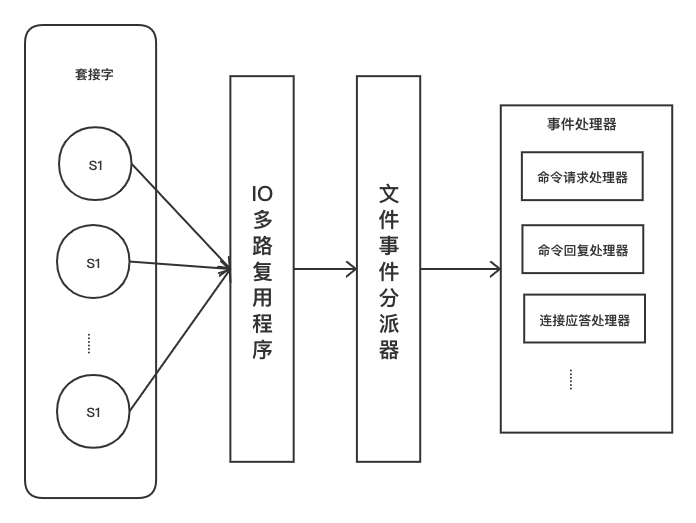 套接字
S1
S1
S1
IO多路复用程序
文件事件分派器
事件处理器
命令请求处理器
命令回复处理器
连接应答处理器